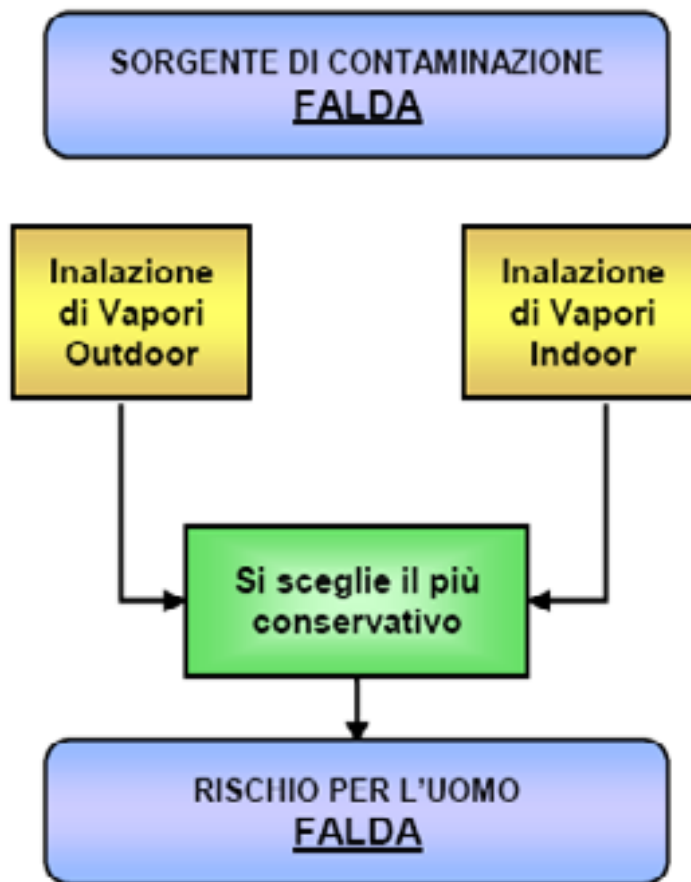 SORGENTE DI CONTAMINAZIONE
FALDA
Inalazione
di Vapori
Outdoor
Inalazione
di Vapori
Indoor
Si sceglie il più
conservativo
RISCHIO PER L'UOMO
FALDA